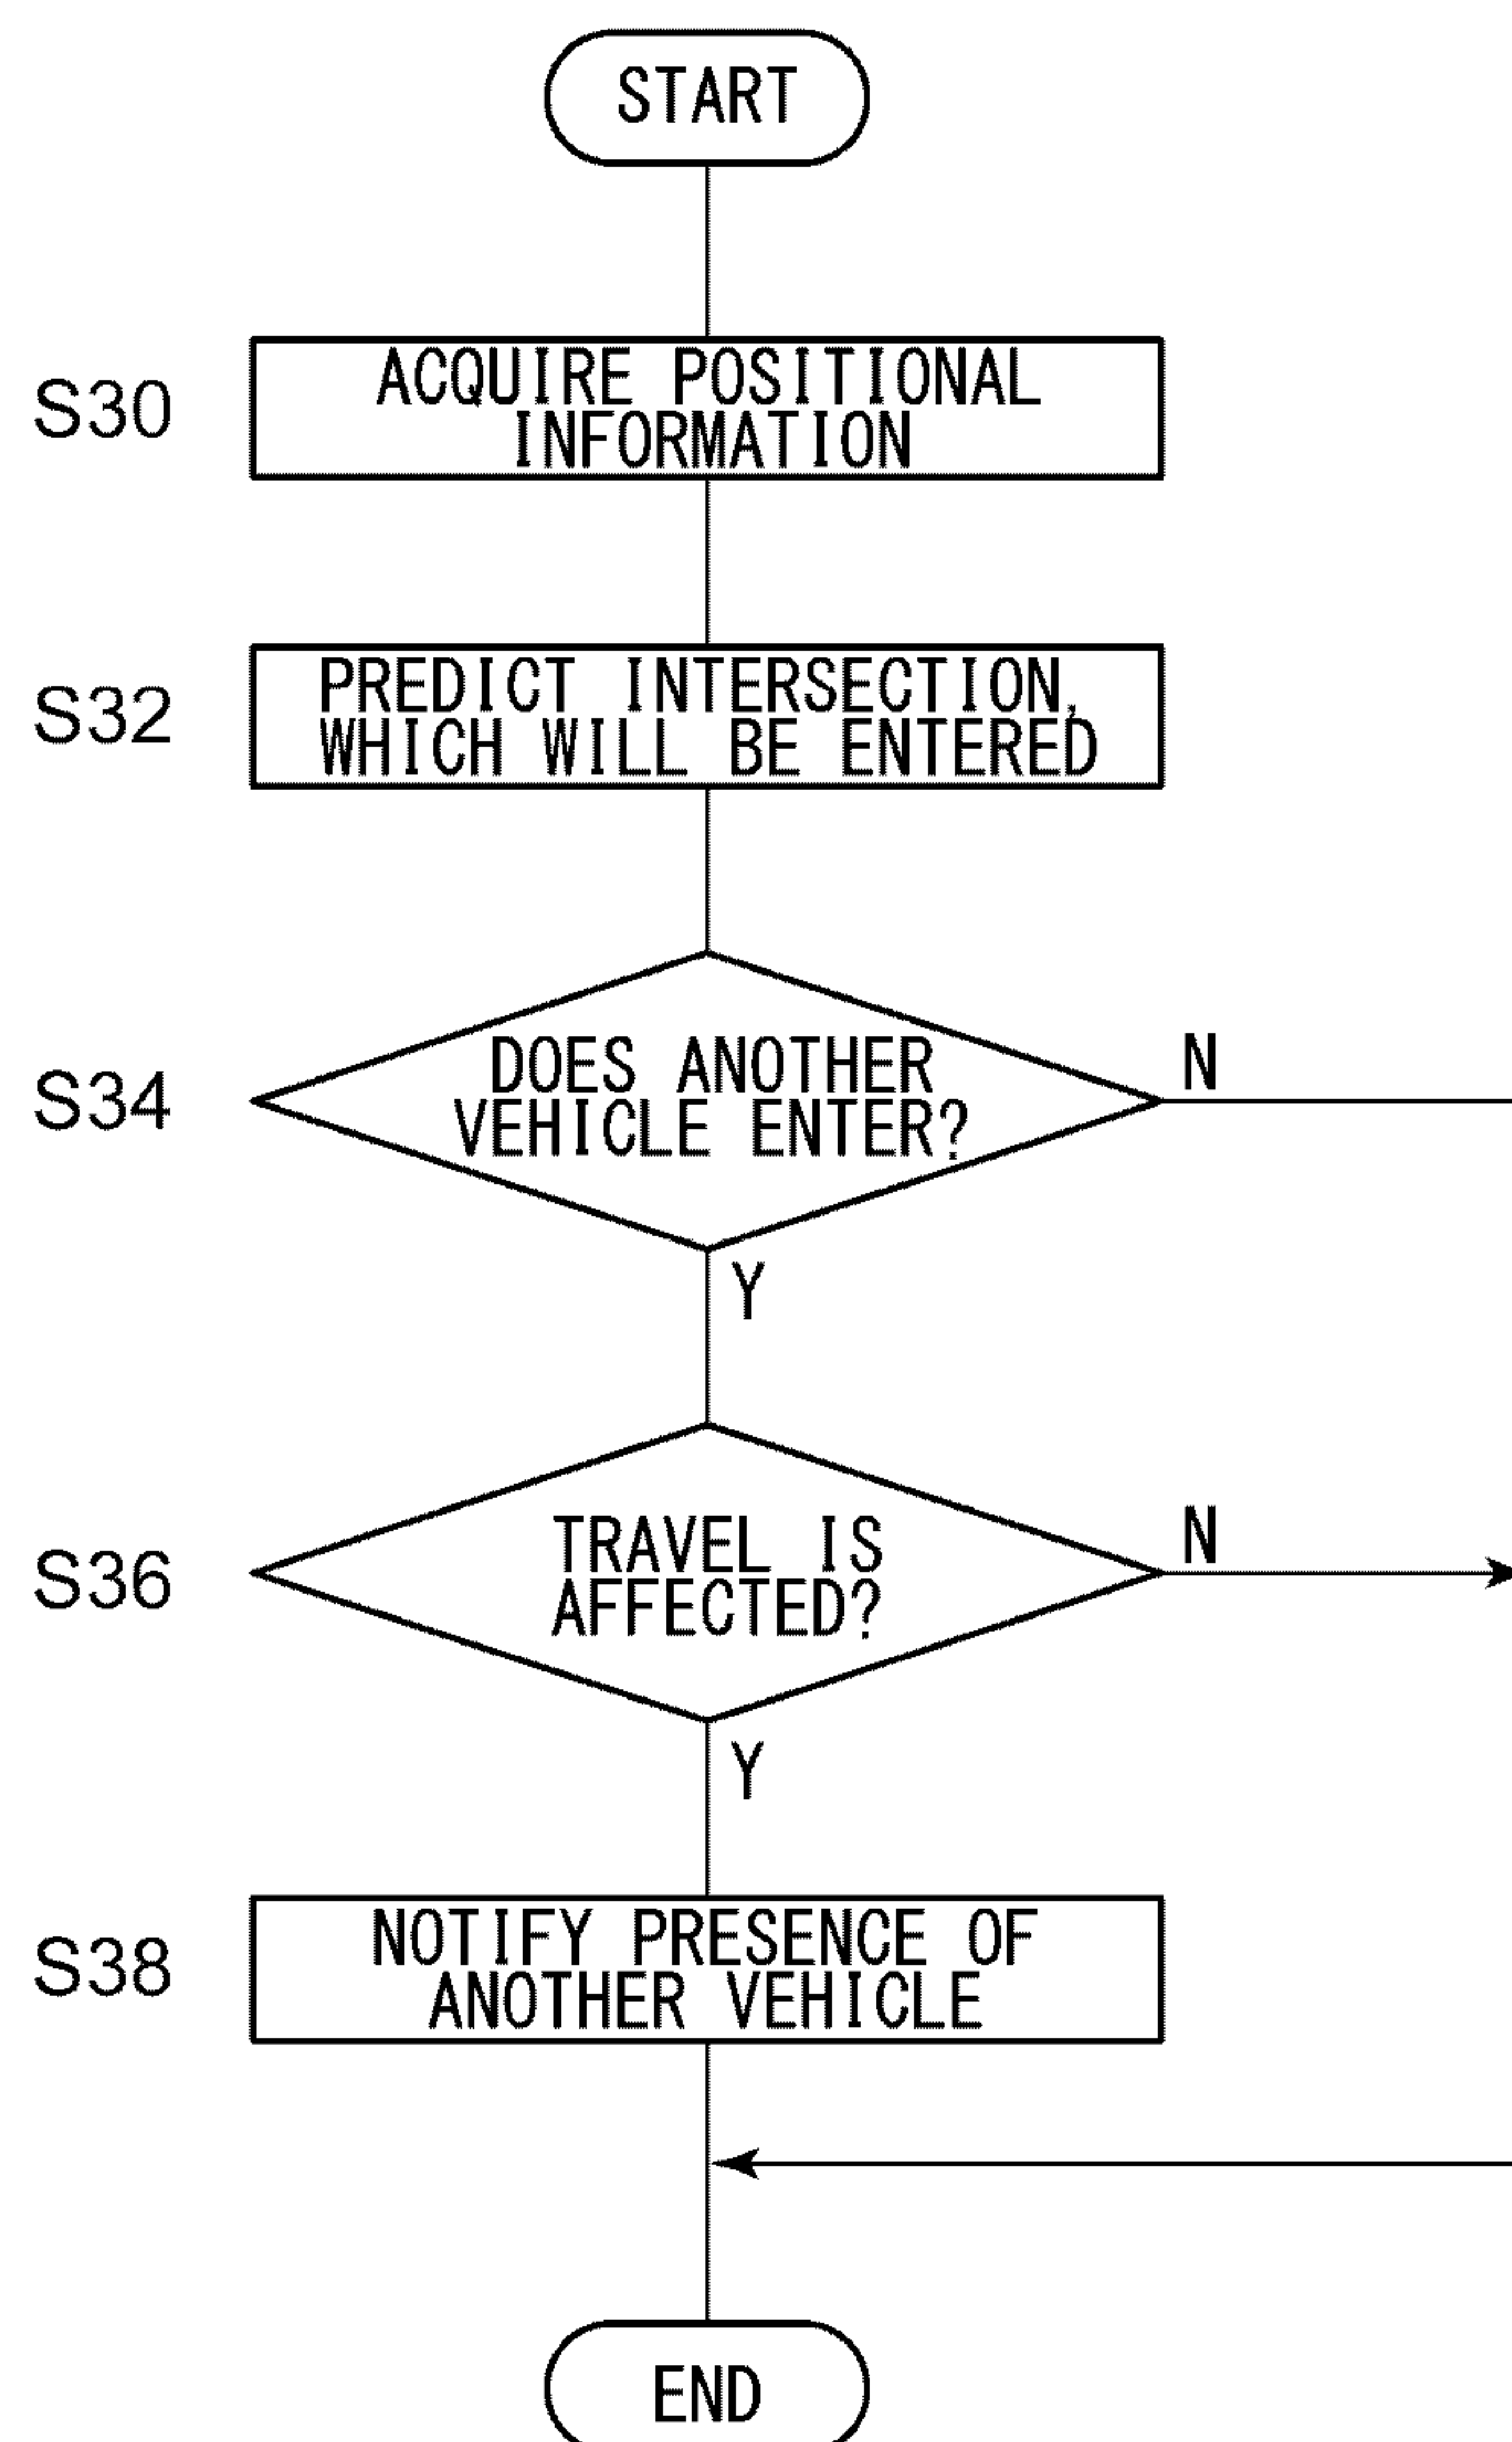 START
S30
ACQUIRE POSITIONAL
INFORMATION
S32
PREDICT INTERSECTION,
WHICH WILL BE ENTERED
S34
DOES ANOTHER
VEHICLE ENTER?
N
Y
S36
TRAVEL IS
AFFECTED?
N
Y
S38
NOTIFY PRESENCE OF
ANOTHER VEHICLE
END